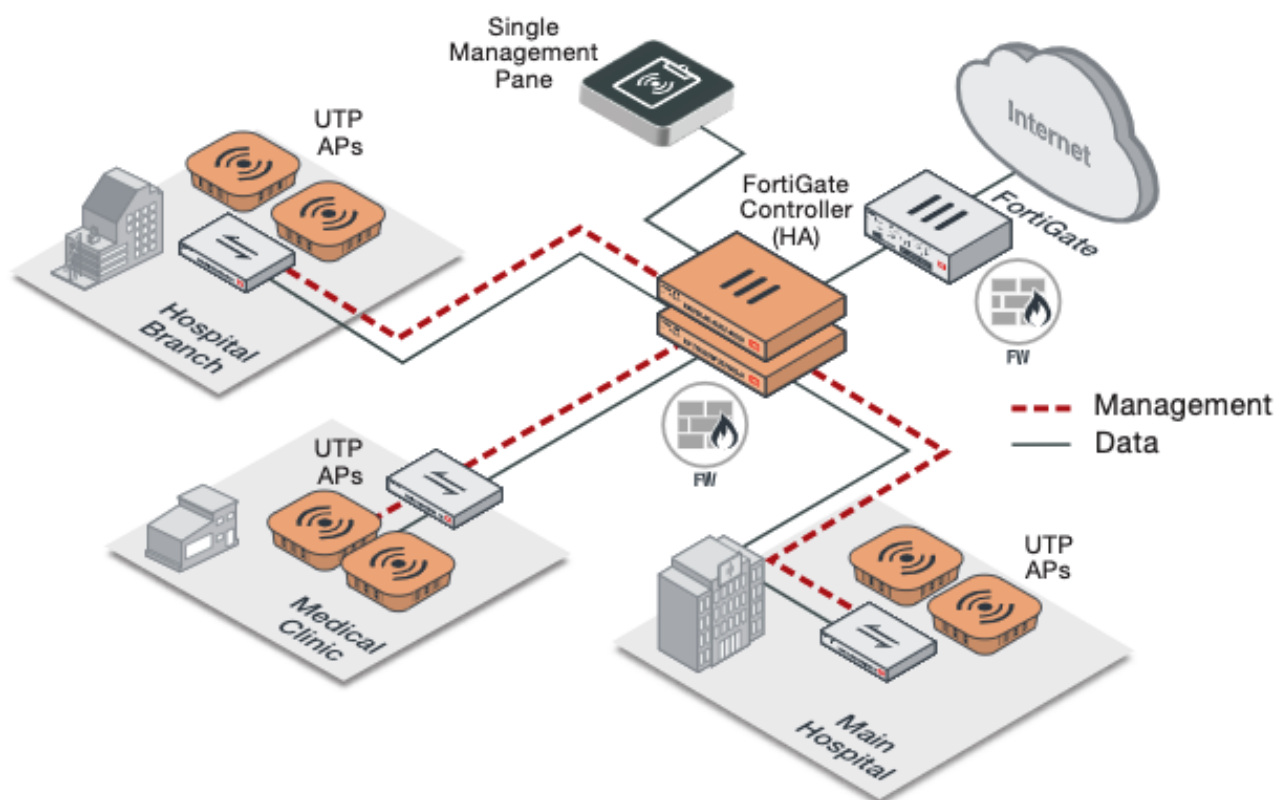 Single
Management
Pane
UTP
APs
Internet
FortiGate
Controller
(HA)
FortiGate
FW
Hospital
Branch
FW
Management
Data
UTP
APs
Medical
Clinic
UTP
APs
Main
Hospital